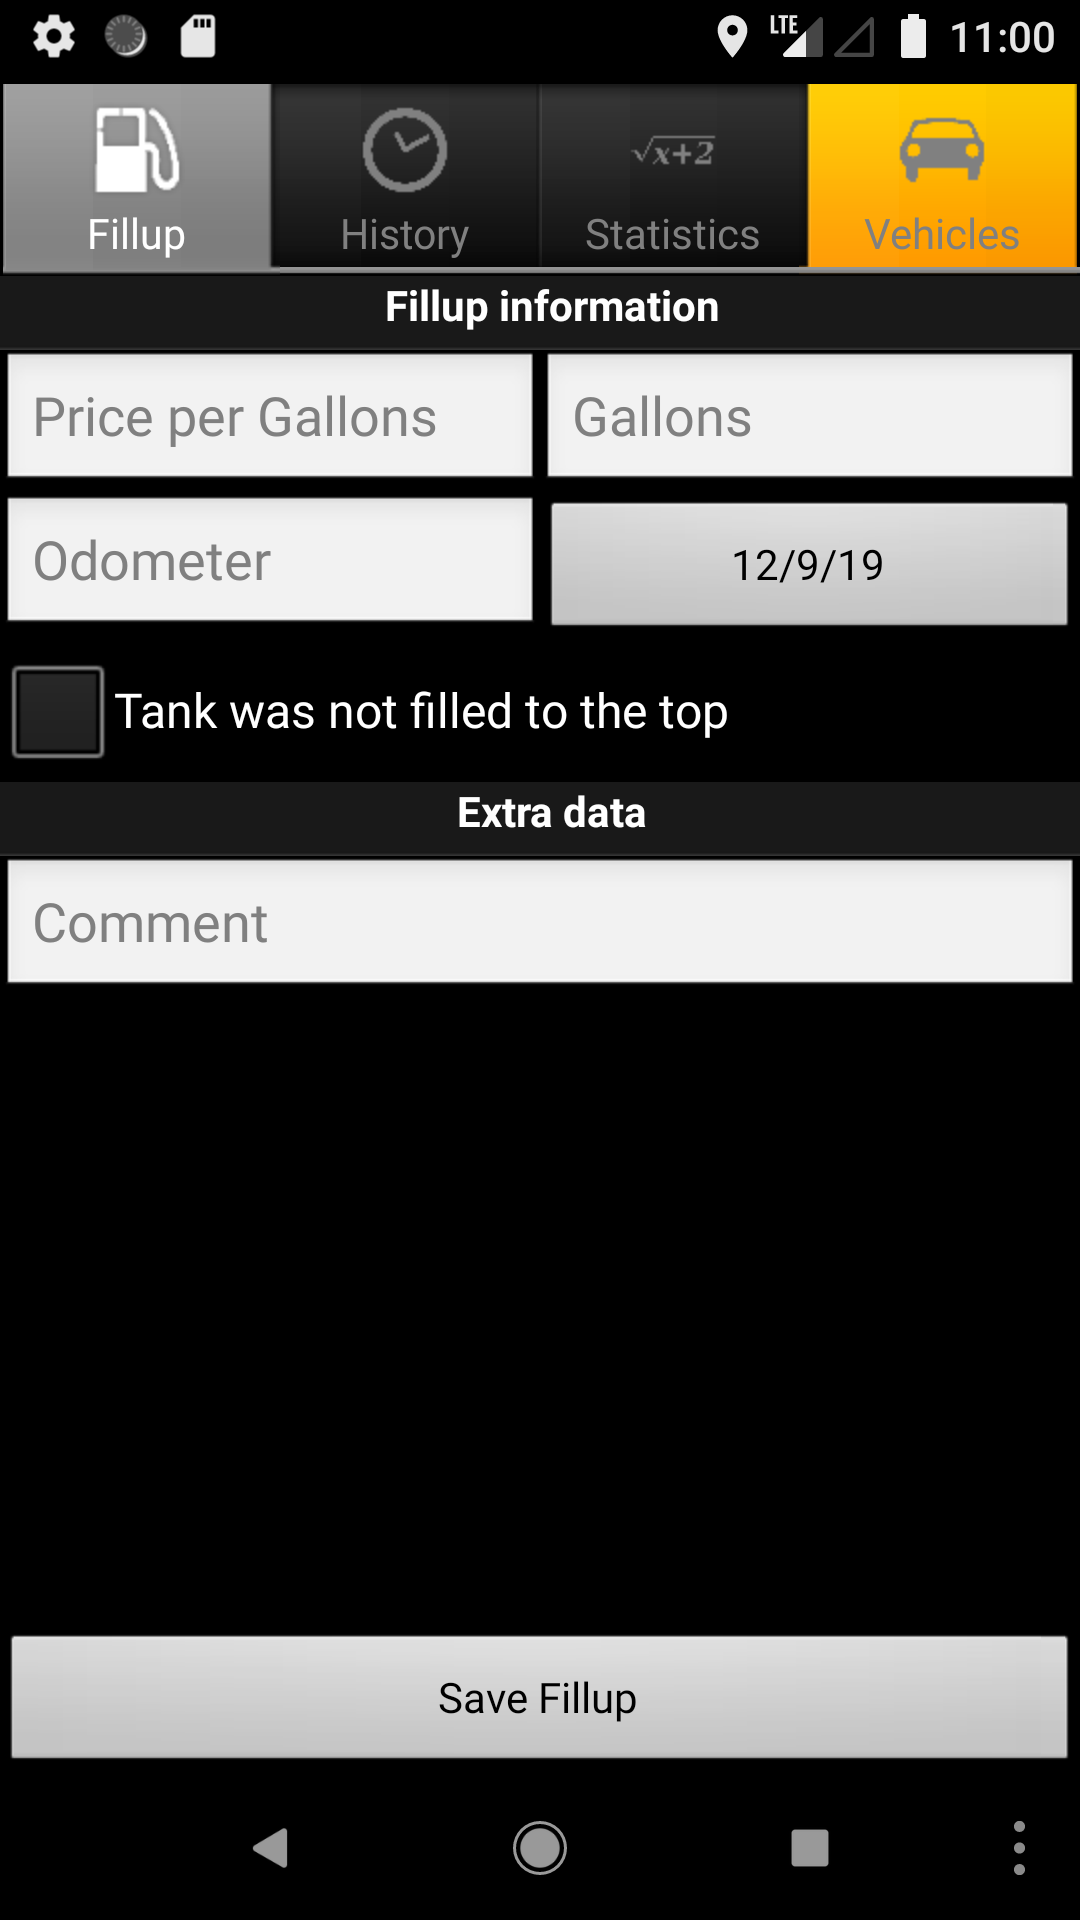 LTE 11:00
Fillup History Statistics Vehicles
√x+2
Fillup information
Price per Gallons Gallons
Odometer 12/9/19
Tank was not filled to the top
Extra data
Comment
Save Fillup